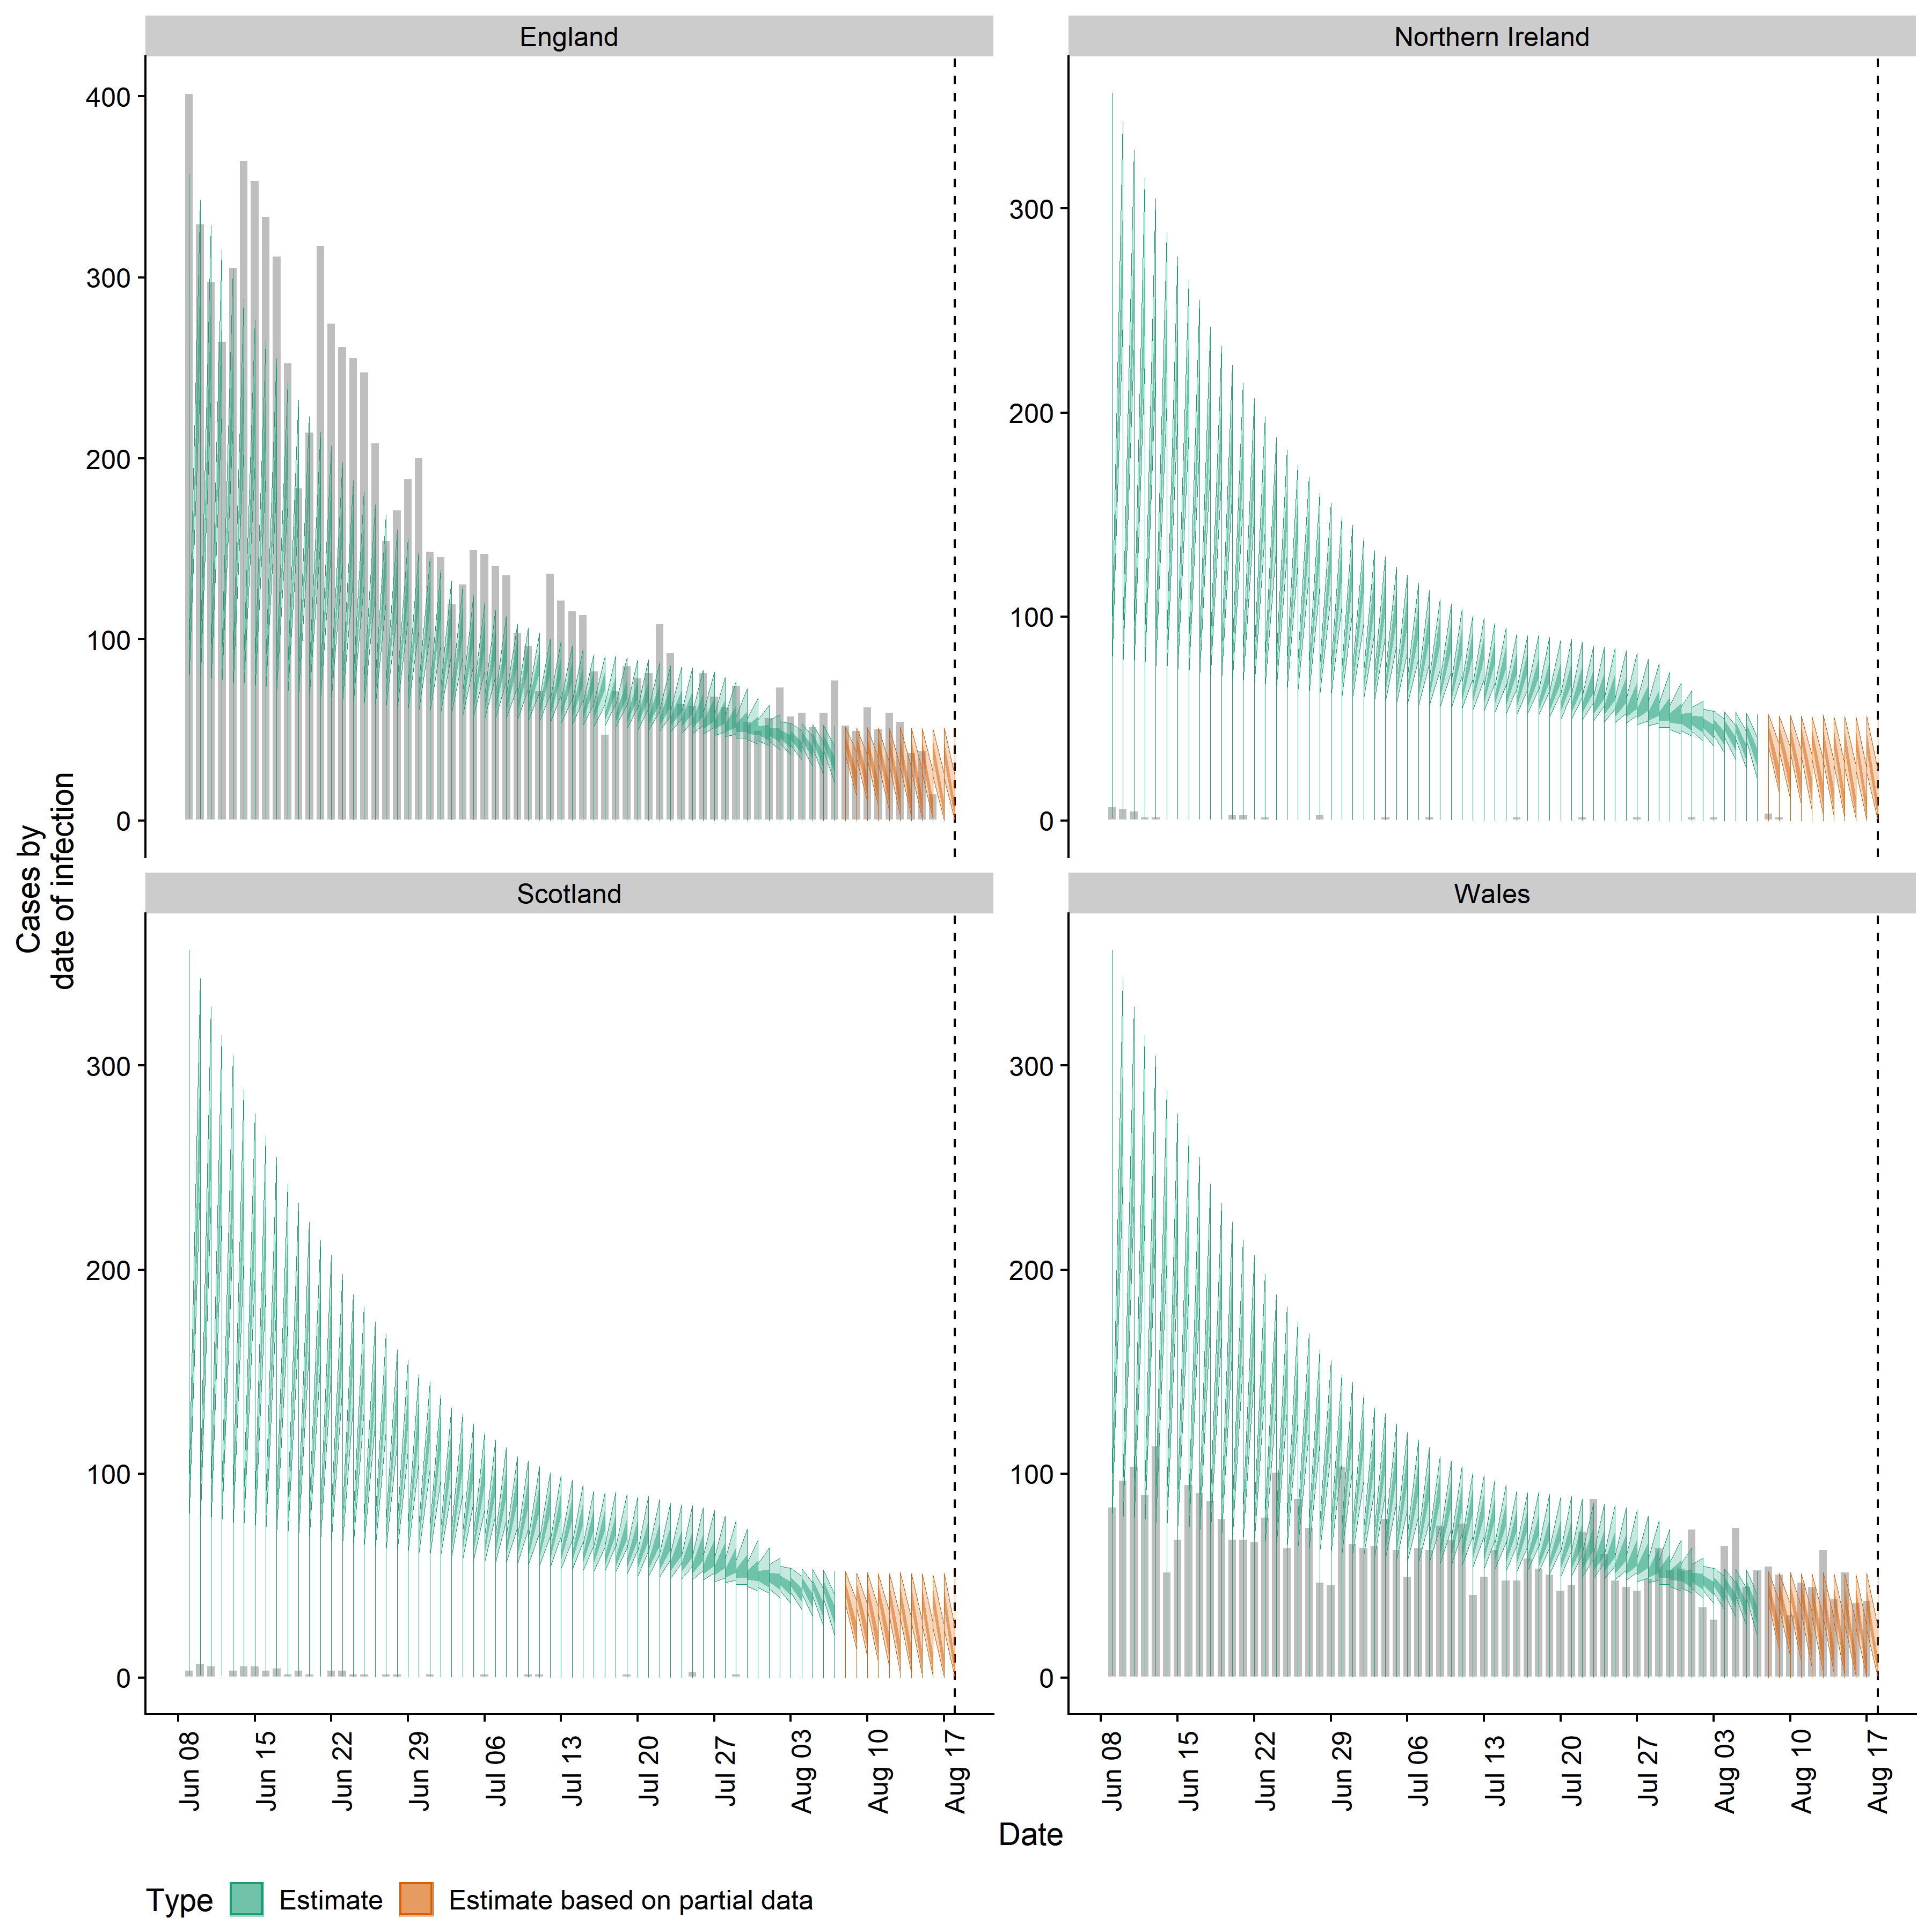 England
Northern Ireland
400
300
200
100
0
300
200
100
0
Cases by
date of infection
Scotland
Wales
300
200
100
0
300
200
100
0
Jun 08
Jun 15
Jun 22
Jun 29
Jul 06
Jul 13
Jul 20
Jul 27
Aug 03
Aug 10
Aug 17
Jun 08
Jun 15
Jun 22
Jun 29
Jul 06
Jul 13
Jul 20
Jul 27
Aug 03
Aug 10
Aug 17
Date
Type Estimate Estimate based on partial data